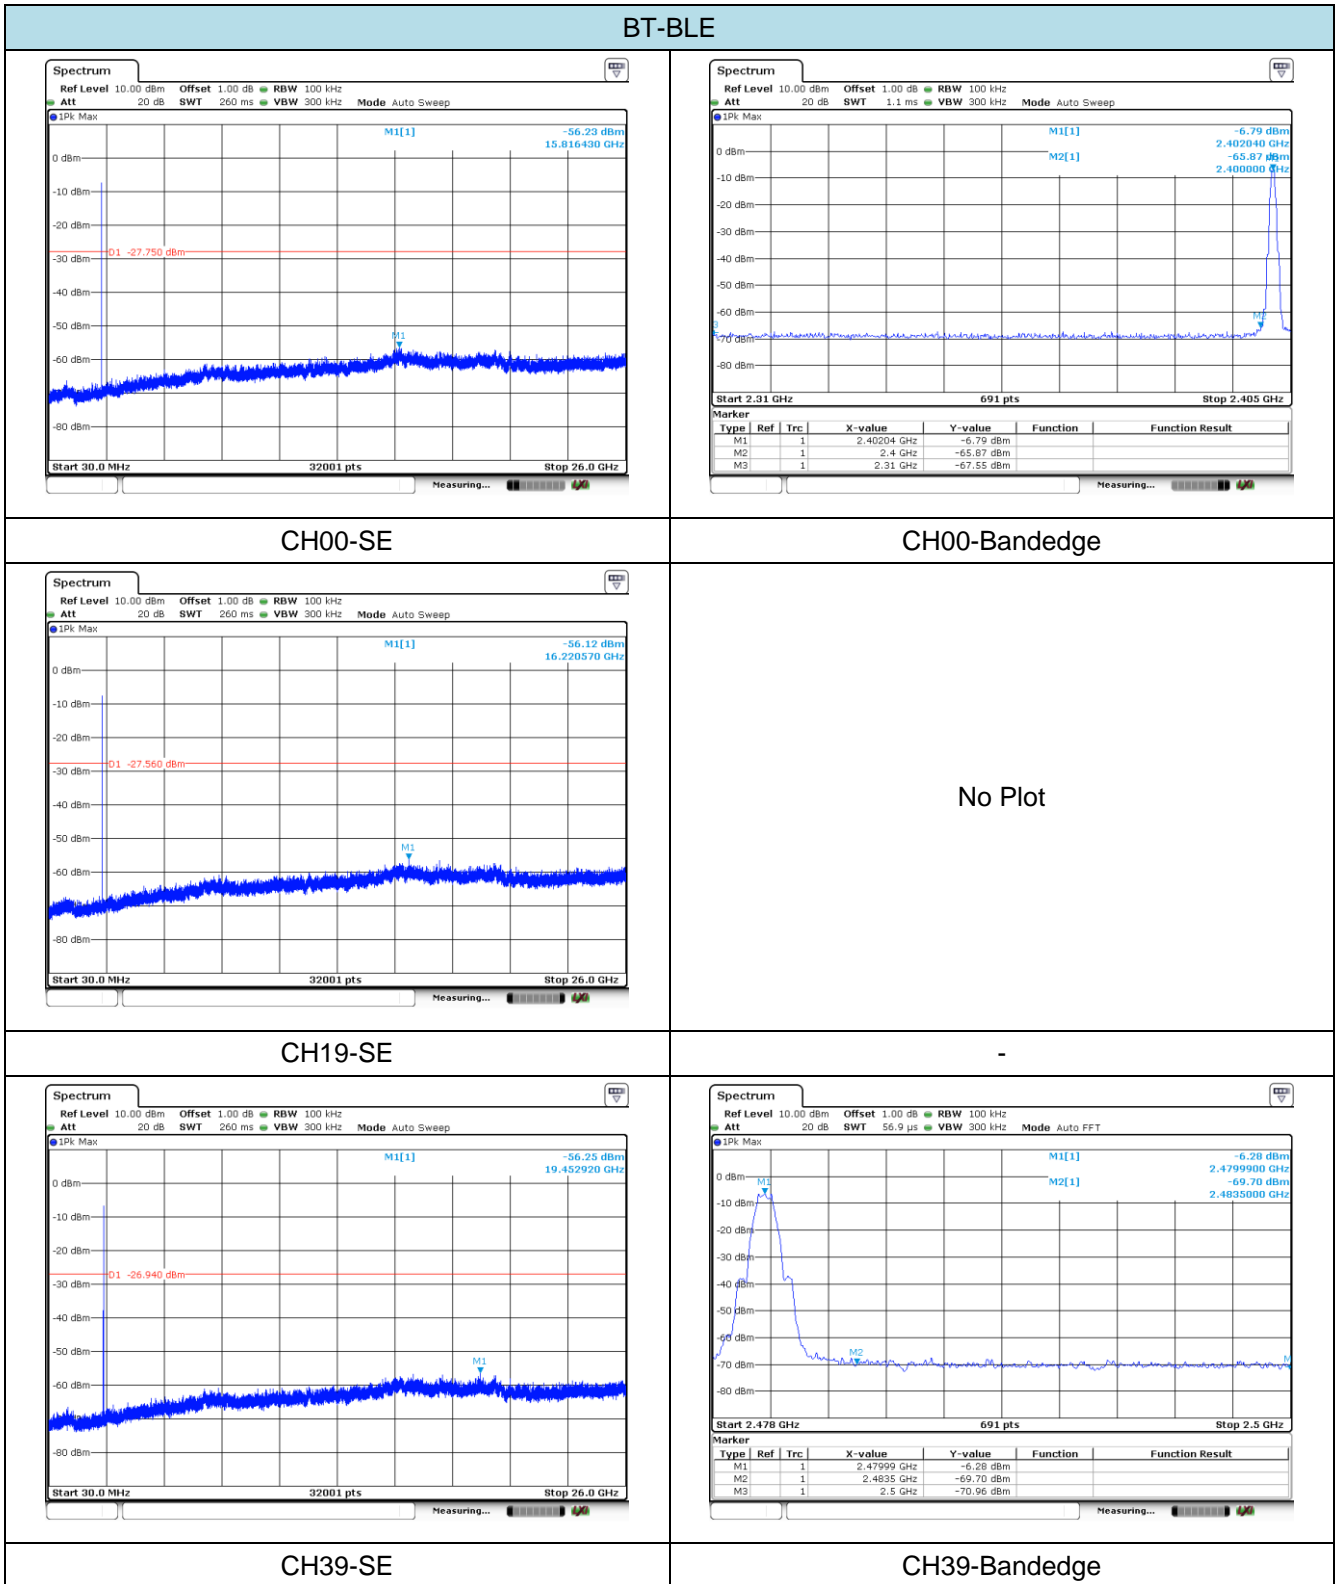 BT-BLE
Spectrum
Ref Level 10.00 dBm Offset 1.00 dB RBW 100 kHz
Att 20 dB SWT 260 ms VBW 300 kHz Mode Auto Sweep
1Pk Max
M1[1] -56.23 dBm
15.816430 GHz
0 dBm
-10 dBm
-20 dBm
D1 -27.750 dBm
-30 dBm
-40 dBm
-50 dBm
M1
-60 dBm
-80 dBm
Start 30.0 MHz 32001 pts Stop 26.0 GHz
Measuring...
CH00-SE
Spectrum
Ref Level 10.00 dBm Offset 1.00 dB RBW 100 kHz
Att 20 dB SWT 1.1 ms VBW 300 kHz Mode Auto Sweep
1Pk Max
M1[1] -6.79 dBm
2.402040 GHz
0 dBm
M2[1] -65.87 dBm
2.400000 GHz
-10 dBm
-20 dBm
-30 dBm
-40 dBm
-50 dBm
-60 dBm
M2
-70 dBm
-80 dBm
Start 2.31 GHz 691 pts Stop 2.405 GHz
Marker
Type Ref Trc X-value Y-value Function Function Result
M1 1 2.40204 GHz -6.79 dBm
M2 1 2.4 GHz -65.87 dBm
M3 1 2.31 GHz -67.55 dBm
Measuring...
CH00-Bandedge
Spectrum
Ref Level 10.00 dBm Offset 1.00 dB RBW 100 kHz
Att 20 dB SWT 260 ms VBW 300 kHz Mode Auto Sweep
1Pk Max
M1[1] -56.12 dBm
16.220570 GHz
0 dBm
-10 dBm
-20 dBm
D1 -27.560 dBm
-30 dBm
-40 dBm
-50 dBm
M1
-60 dBm
-80 dBm
Start 30.0 MHz 32001 pts Stop 26.0 GHz
Measuring...
CH19-SE
No Plot
-
Spectrum
Ref Level 10.00 dBm Offset 1.00 dB RBW 100 kHz
Att 20 dB SWT 260 ms VBW 300 kHz Mode Auto Sweep
1Pk Max
M1[1] -56.25 dBm
19.452920 GHz
0 dBm
-10 dBm
-20 dBm
D1 -26.940 dBm
-30 dBm
-40 dBm
-50 dBm
M1
-60 dBm
-80 dBm
Start 30.0 MHz 32001 pts Stop 26.0 GHz
Measuring...
CH39-SE
Spectrum
Ref Level 10.00 dBm Offset 1.00 dB RBW 100 kHz
Att 20 dB SWT 56.9 µs VBW 300 kHz Mode Auto FFT
1Pk Max
M1[1] -6.28 dBm
2.4799900 GHz
0 dBm
M1
M2[1] -69.70 dBm
2.4835000 GHz
-10 dBm
-20 dBm
-30 dBm
-40 dBm
-50 dBm
-60 dBm
M2
-70 dBm
-80 dBm
Start 2.478 GHz 691 pts Stop 2.5 GHz
Marker
Type Ref Trc X-value Y-value Function Function Result
M1 1 2.47999 GHz -6.28 dBm
M2 1 2.4835 GHz -69.70 dBm
M3 1 2.5 GHz -70.96 dBm
Measuring...
CH39-Bandedge